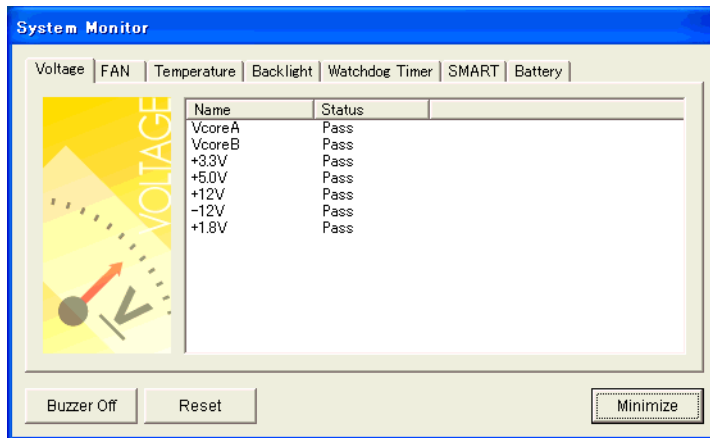 System Monitor
Voltage FAN Temperature Backlight Watchdog Timer SMART Battery
VOLTAGE
V
Name Status
VcoreA Pass
VcoreB Pass
+3.3V Pass
+5.0V Pass
+12V Pass
-12V Pass
+1.8V Pass
Buzzer Off Reset Minimize